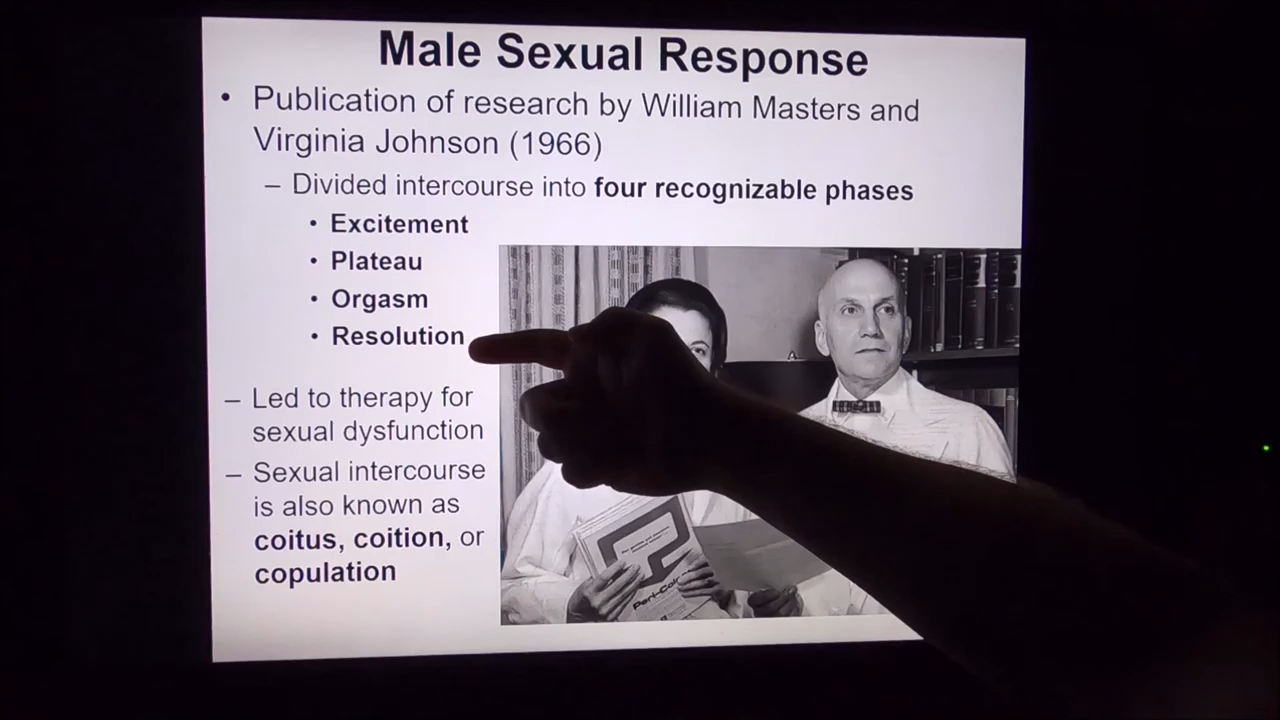 Male Sexual Response
• Publication of research by William Masters and
Virginia Johnson (1966)
– Divided intercourse into four recognizable phases
• Excitement
• Plateau
• Orgasm
• Resolution
– Led to therapy for
sexual dysfunction
– Sexual intercourse
is also known as
coitus, coition, or
copulation